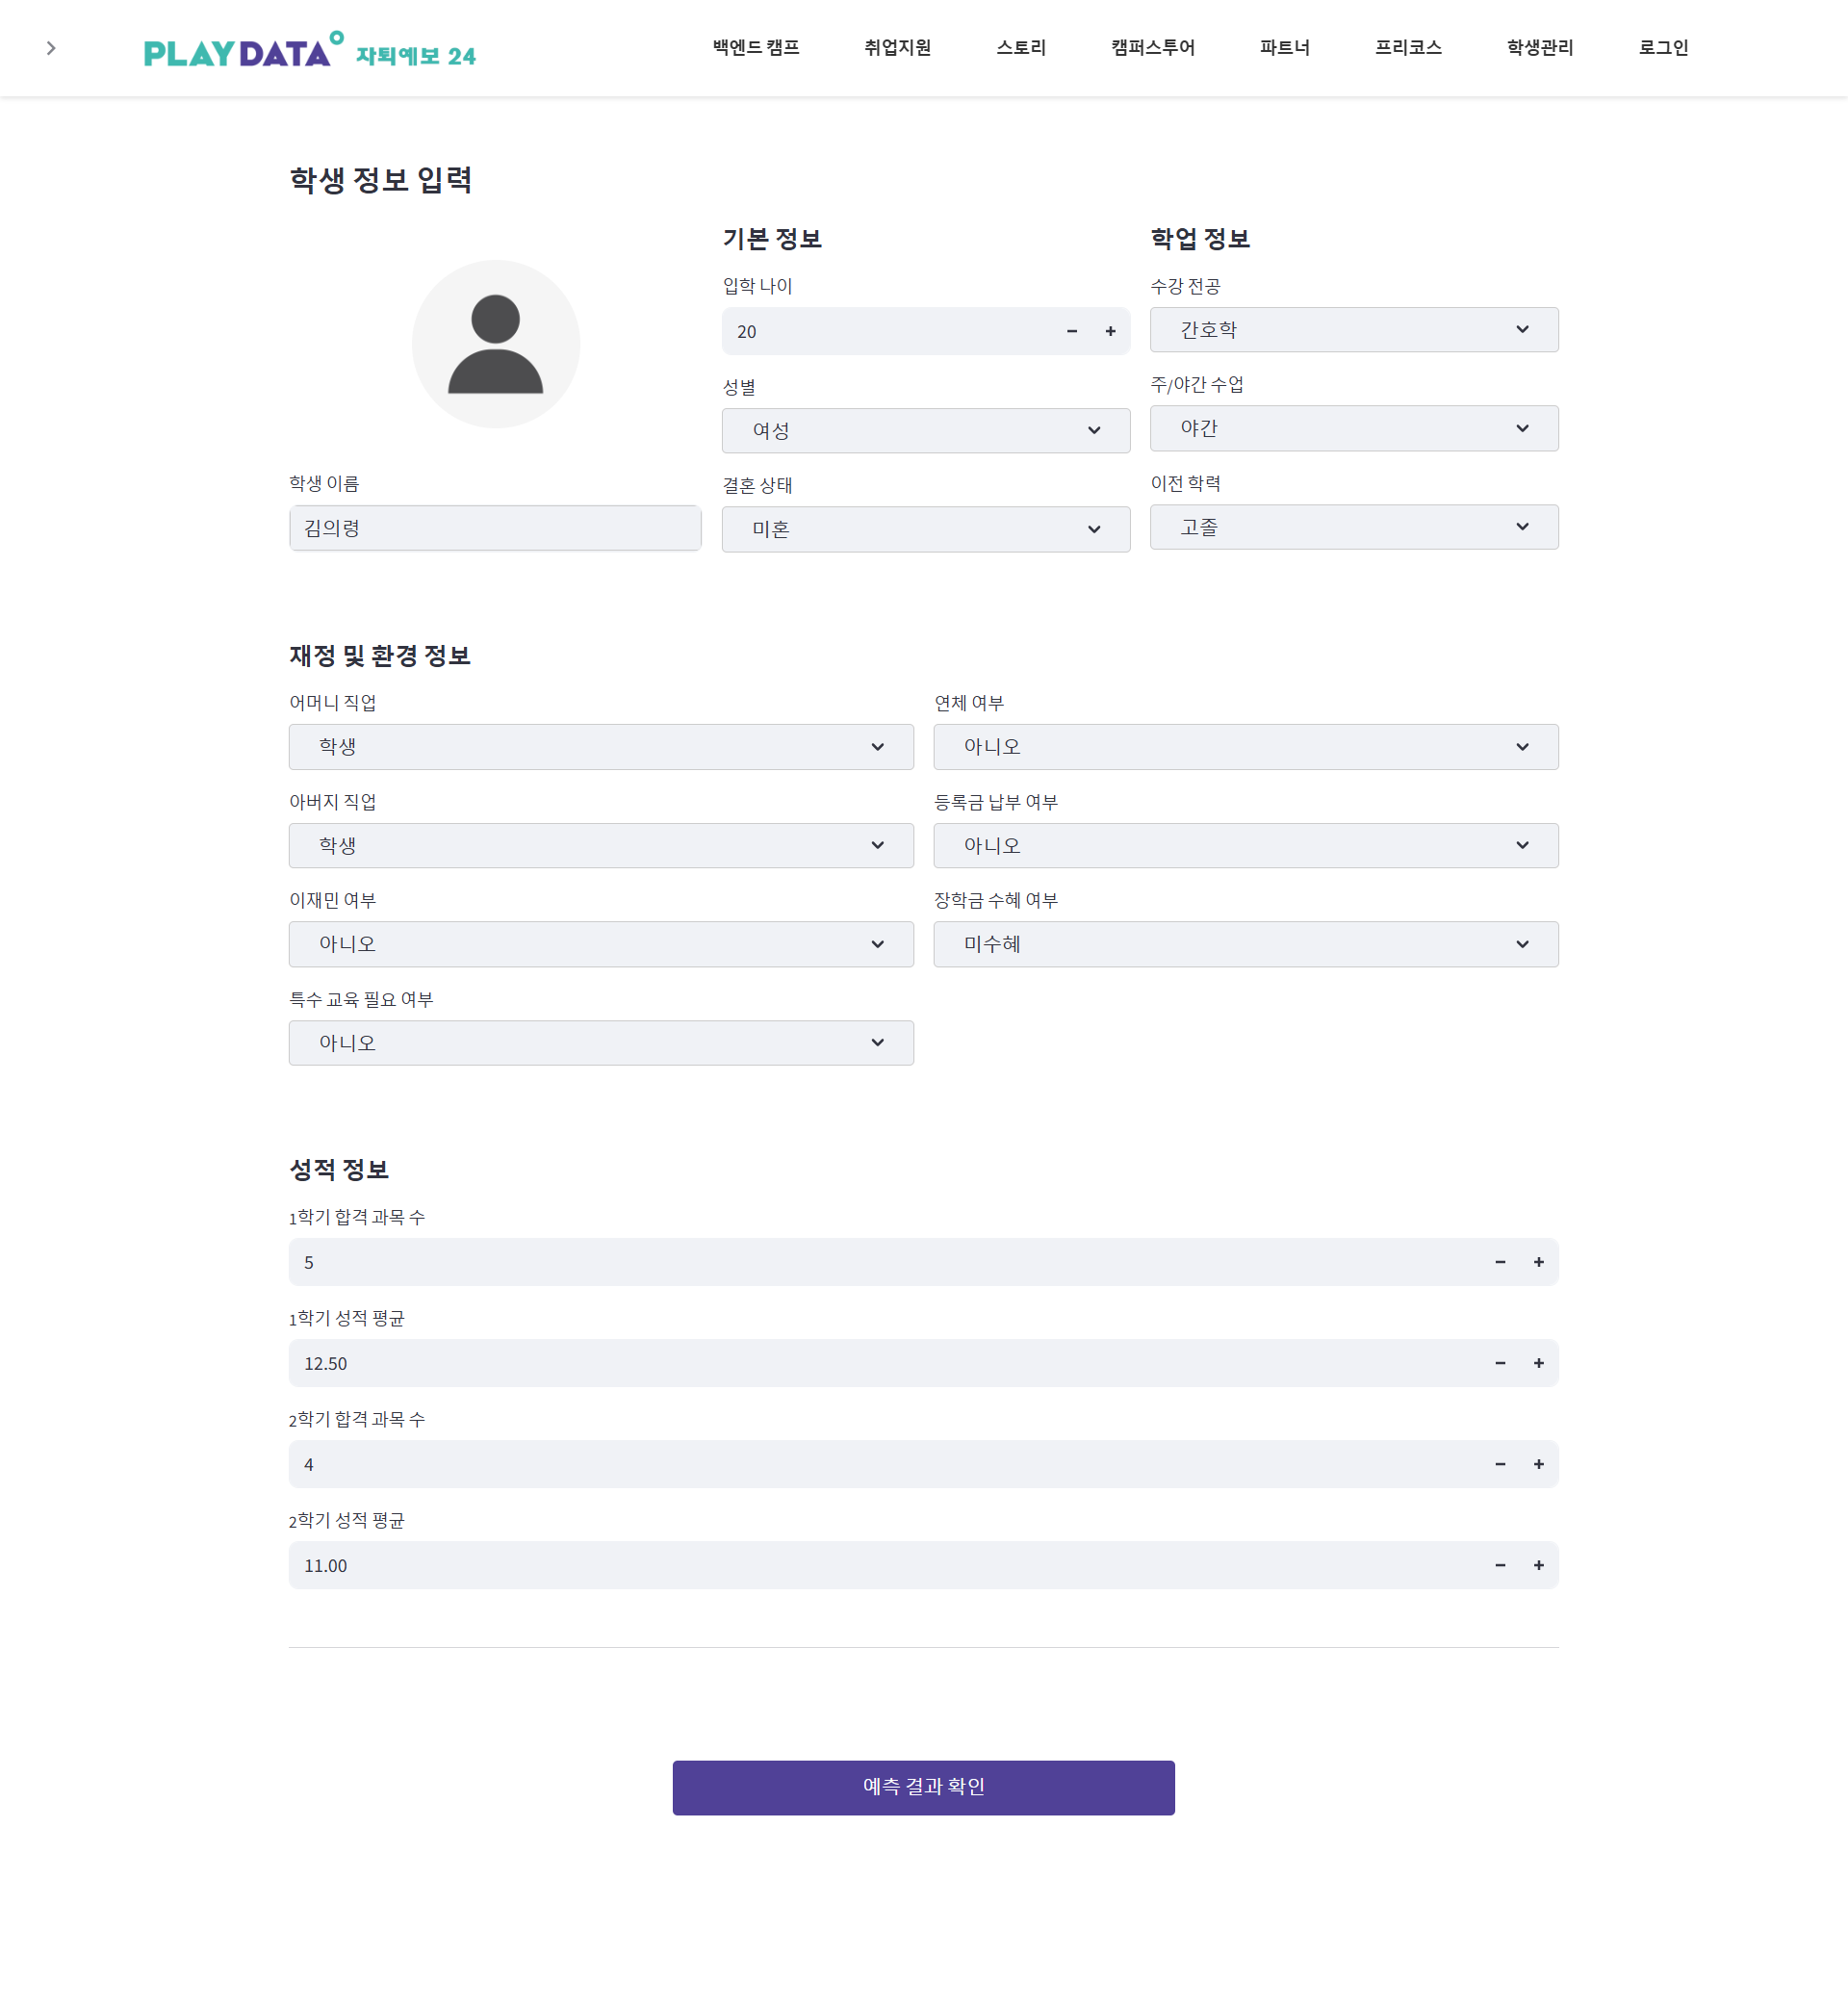 PLAYDATA 자퇴예보 24
백엔드 캠프 취업지원 스토리 캠퍼스투어 파트너 프리코스 학생관리 로그인
학생 정보 입력
학생 이름
김의령
기본 정보
입학 나이
20
성별
여성
결혼 상태
미혼
학업 정보
수강 전공
간호학
주/야간 수업
야간
이전 학력
고졸
재정 및 환경 정보
어머니 직업
학생
아버지 직업
학생
이재민 여부
아니오
특수 교육 필요 여부
아니오
연체 여부
아니오
등록금 납부 여부
아니오
장학금 수혜 여부
미수혜
성적 정보
1학기 합격 과목 수
5
1학기 성적 평균
12.50
2학기 합격 과목 수
4
2학기 성적 평균
11.00
예측 결과 확인